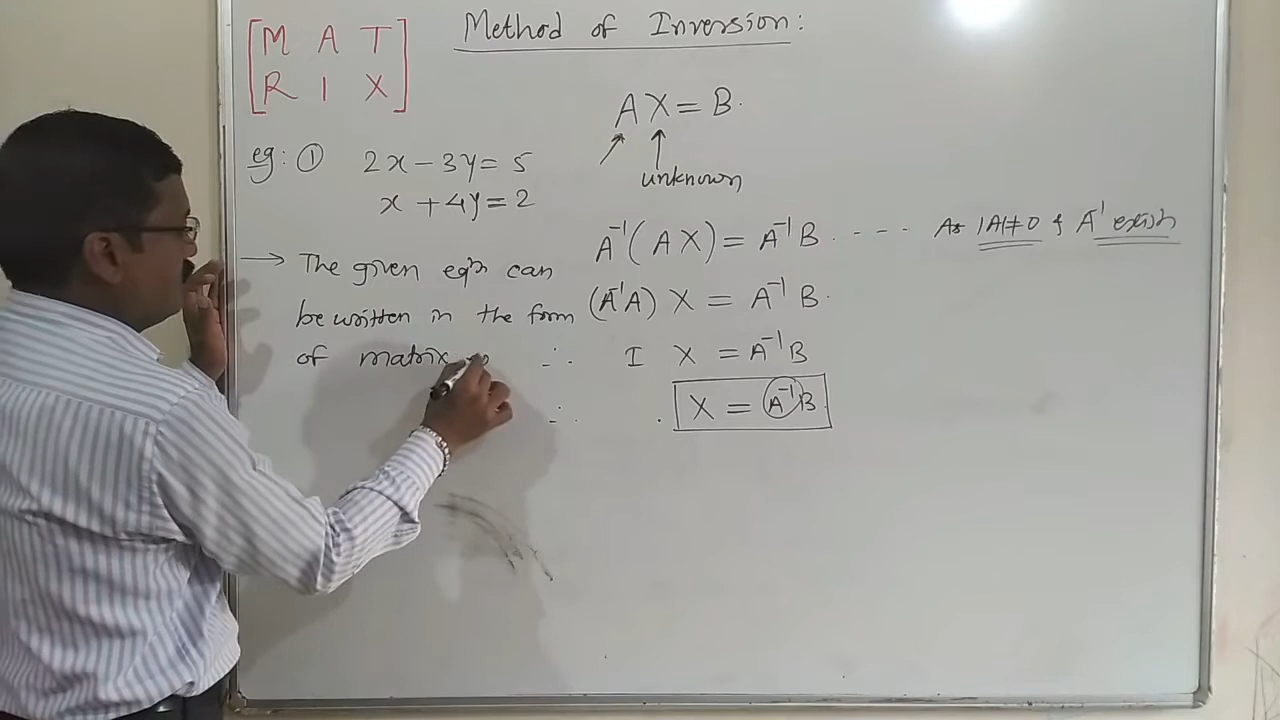 M A T
R I X
Method of Inversion:
AX = B.
unknown
eg: ① 2x - 3y = 5
x + 4y = 2
A⁻¹(AX) = A⁻¹B. - - - - As |A|≠0 & A⁻¹ exists
(A⁻¹A) X = A⁻¹B.
∴ I X = A⁻¹B
∴ . X = A⁻¹B.
→ The given eqⁿs can
be written in the form
of matrix